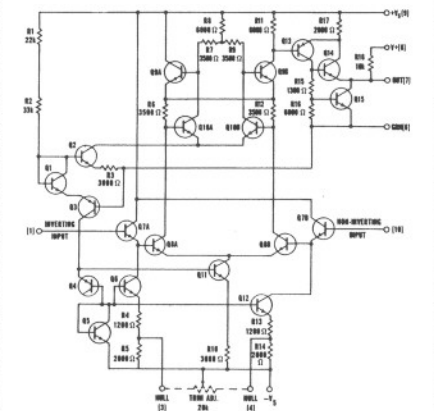 R8
6000 Ω
R11
6000 Ω
Q13
R17
2000 Ω
+Vs(9)
R1
22k
R7
3500 Ω
R9
3500 Ω
Q14
V+(6)
Q9A
Q9B
R16
10k
OUT(7)
R15
1300 Ω
R6
3500 Ω
R12
3500 Ω
R16
6000 Ω
Q15
R2
33k
Q10A
Q10B
GND(8)
Q2
R3
3000 Ω
Q1
Q3
Q7A
Q7B
INVERTING
(1)
INPUT
NON-INVERTING
(10)
INPUT
Q8A
Q8B
Q11
Q4
Q6
Q12
Q5
R4
1200 Ω
R13
1200 Ω
R5
2000 Ω
R10
3000 Ω
R14
2000
Ω
NULL
(3)
TRIM ADJ.
20k
NULL
(4)
-Vs